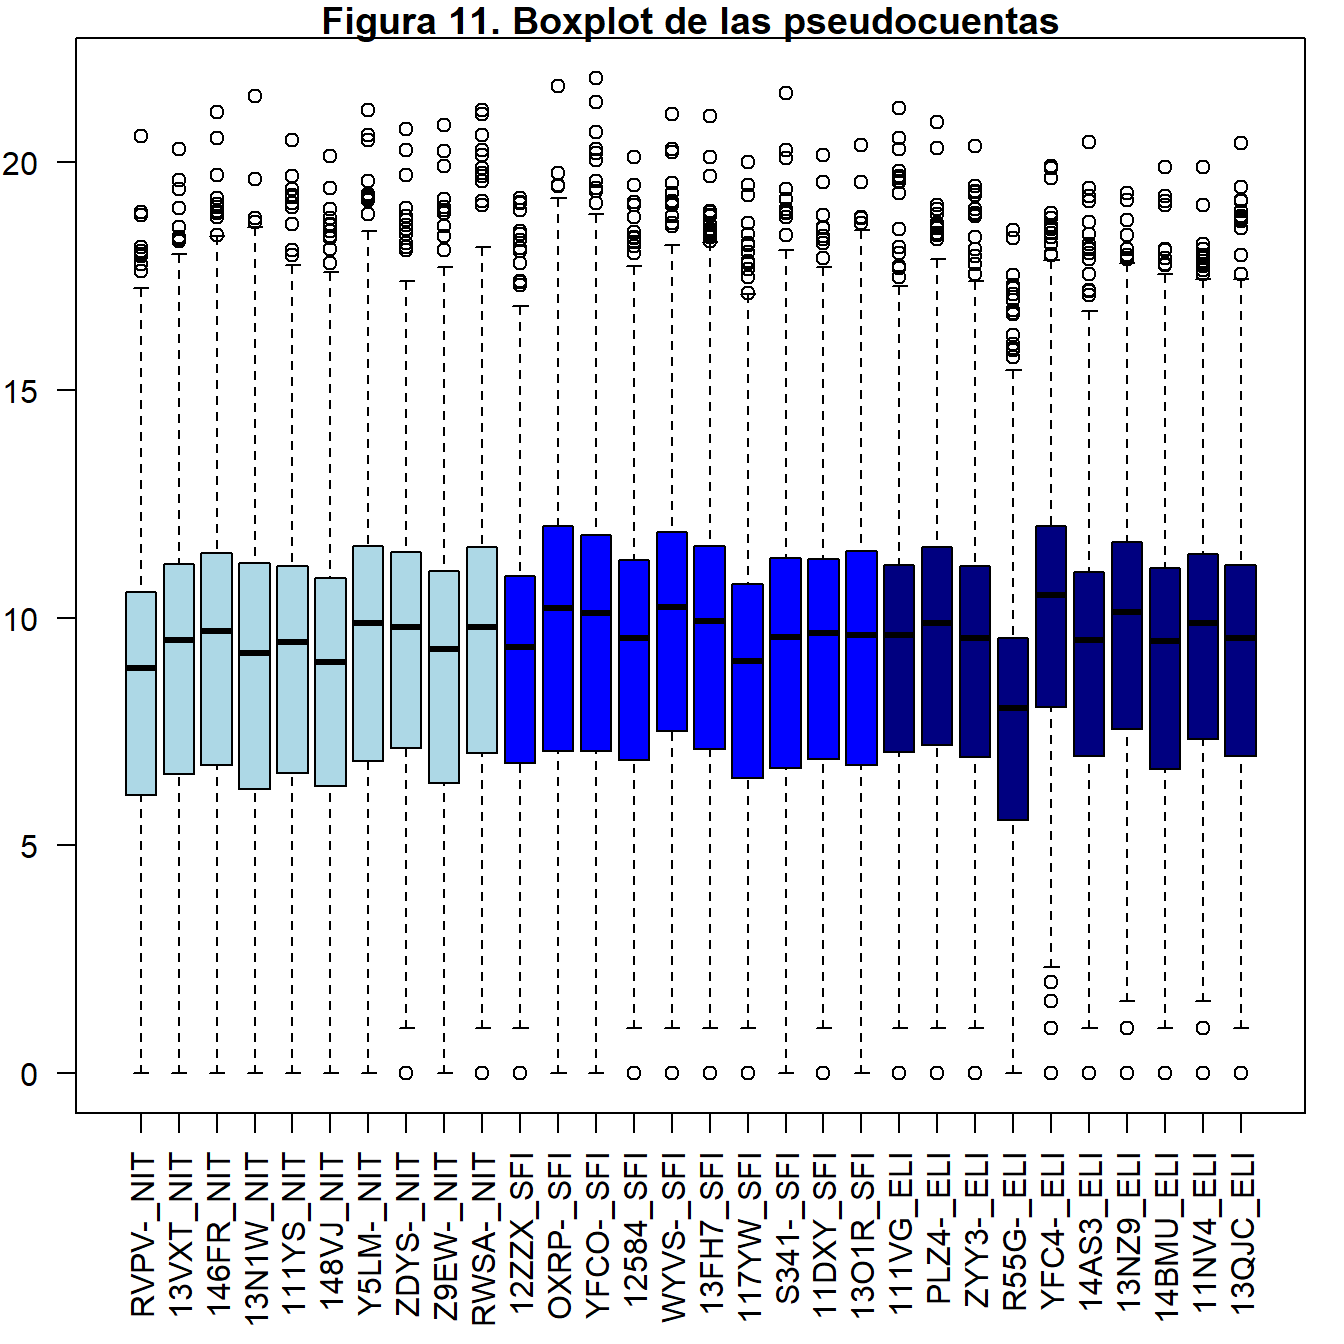 Figura 11. Boxplot de las pseudocuentas
20
15
10
5
0
RVPV-_NIT
13VXT_NIT
146FR_NIT
13N1W_NIT
111YS_NIT
148VJ_NIT
Y5LM-_NIT
ZDYS-_NIT
Z9EW-_NIT
RWSA-_NIT
12ZZX_SFI
OXRP-_SFI
YFCO-_SFI
12584_SFI
WYVS-_SFI
13FH7_SFI
117YW_SFI
S341-_SFI
11DXY_SFI
13O1R_SFI
111VG_ELI
PLZ4-_ELI
ZYY3-_ELI
R55G-_ELI
YFC4-_ELI
14AS3_ELI
13NZ9_ELI
14BMU_ELI
11NV4_ELI
13QJC_ELI